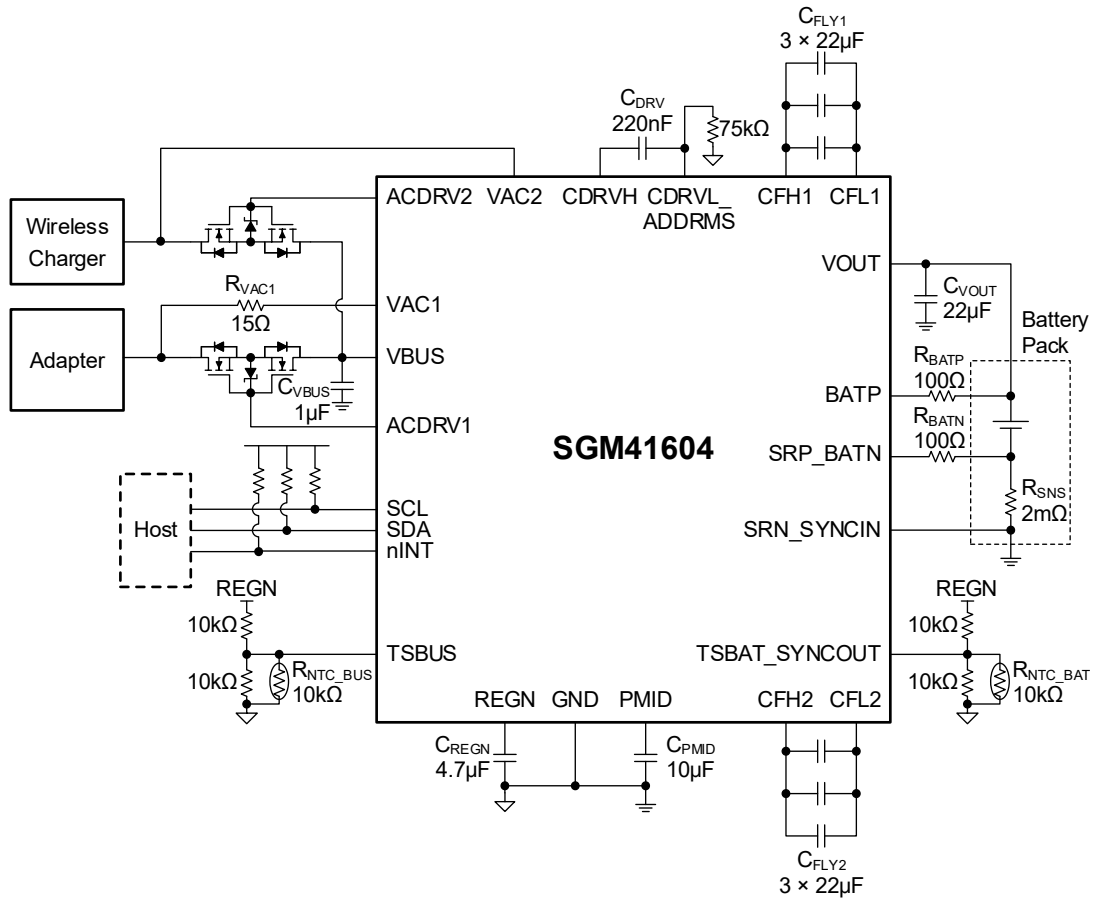 CFLY1
3 × 22µF
CDRV
220nF
75kΩ
ACDRV2
VAC2
CDRVH
CDRVL_
ADDRMS
CFH1
CFL1
Wireless
Charger
VOUT
RVAC1
15Ω
VAC1
CVOUT
22µF
Battery
Pack
Adapter
VBUS
CVBUS
1µF
RBATP
100Ω
BATP
ACDRV1
RBATN
100Ω
SGM41604
SRP_BATN
RSNS
2mΩ
Host
SCL
SDA
nINT
SRN_SYNCIN
REGN
10kΩ
TSBUS
10kΩ
RNTC_BUS
10kΩ
REGN
10kΩ
TSBAT_SYNCOUT
10kΩ
RNTC_BAT
10kΩ
REGN
GND
PMID
CFH2
CFL2
CREGN
4.7µF
CPMID
10µF
CFLY2
3 × 22µF